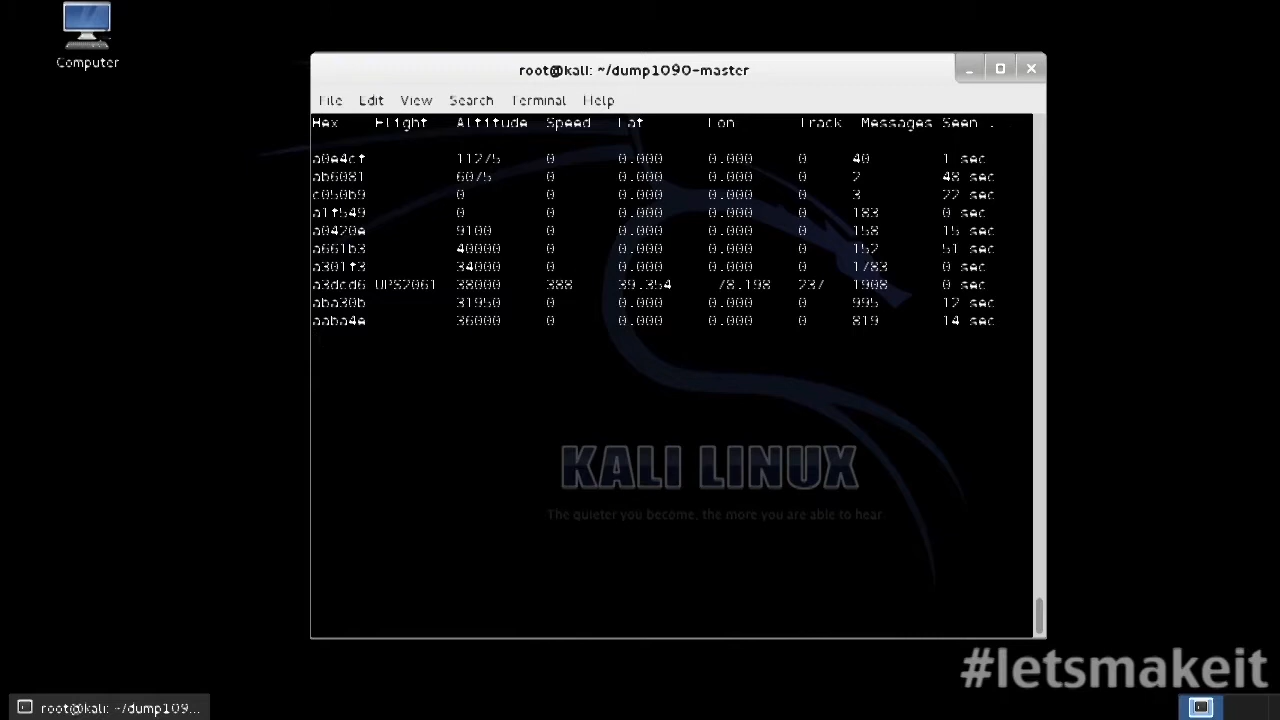 Computer
root@kali: ~/dump1090-master
File Edit View Search Terminal Help
Hex Flight Altitude Speed Lat Lon Track Messages Seen .
a0e4cf 11275 0 0.000 0.000 0 40 1 sec
ab6081 6075 0 0.000 0.000 0 2 48 sec
c050b9 0 0 0.000 0.000 0 3 22 sec
a1f549 0 0 0.000 0.000 0 183 0 sec
a0420e 9100 0 0.000 0.000 0 158 15 sec
a661b3 40000 0 0.000 0.000 0 152 51 sec
a301f3 34000 0 0.000 0.000 0 1783 0 sec
a3dcd6 UPS2061 38000 388 39.354 78.198 237 1908 0 sec
aba30b 31950 0 0.000 0.000 0 995 12 sec
aaba4e 36000 0 0.000 0.000 0 819 14 sec
KALI LINUX
The quieter you become, the more you are able to hear.
#letsmakeit
root@kali: ~/dump109...